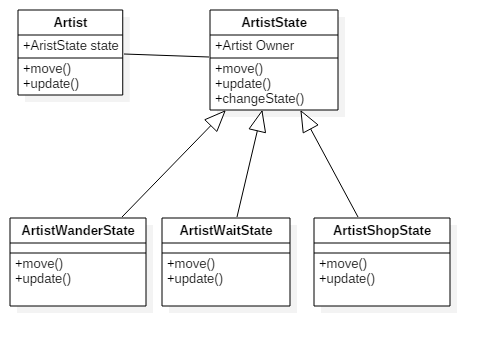 Artist
+AristState state
+move()
+update()
ArtistState
+Artist Owner
+move()
+update()
+changeState()
ArtistWanderState
+move()
+update()
ArtistWaitState
+move()
+update()
ArtistShopState
+move()
+update()